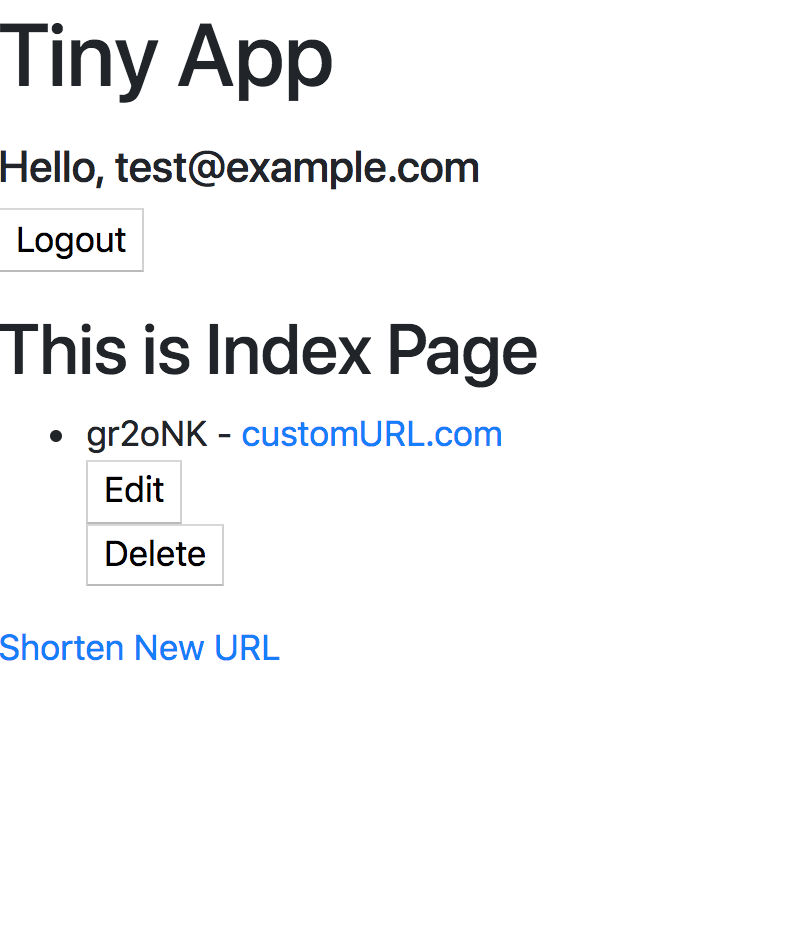 Tiny App
Hello, test@example.com
Logout
This is Index Page
gr2oNK - customURL.com
Edit
Delete
Shorten New URL